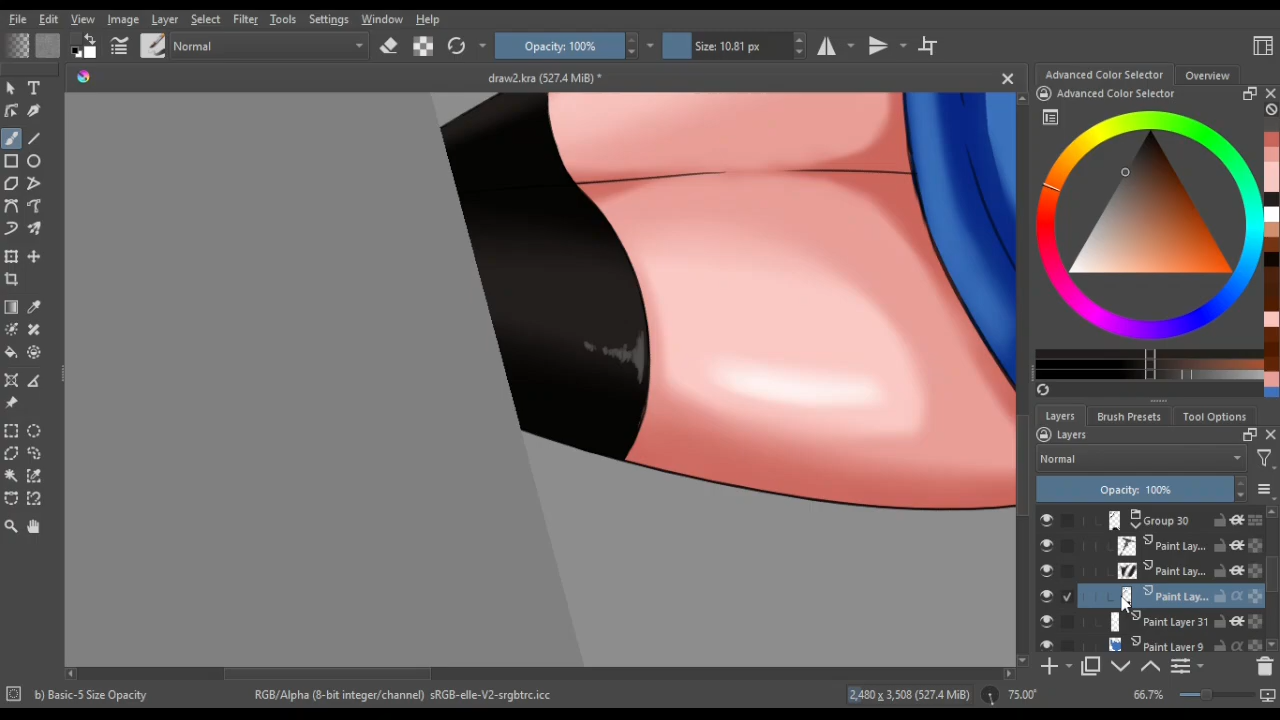 File Edit View Image Layer Select Filter Tools Settings Window Help
Normal Opacity: 100% Size: 10.81 px
draw2.kra (527.4 MiB) *
Advanced Color Selector Overview
Advanced Color Selector
Layers Brush Presets Tool Options
Layers
Normal
Opacity: 100%
Group 30
Paint Lay...
Paint Lay...
Paint Lay...
Paint Layer 31
Paint Layer 9
b) Basic-5 Size Opacity RGB/Alpha (8-bit integer/channel) sRGB-elle-V2-srgbtrc.icc 2,480 x 3,508 (527.4 MiB) 75.00° 66.7%